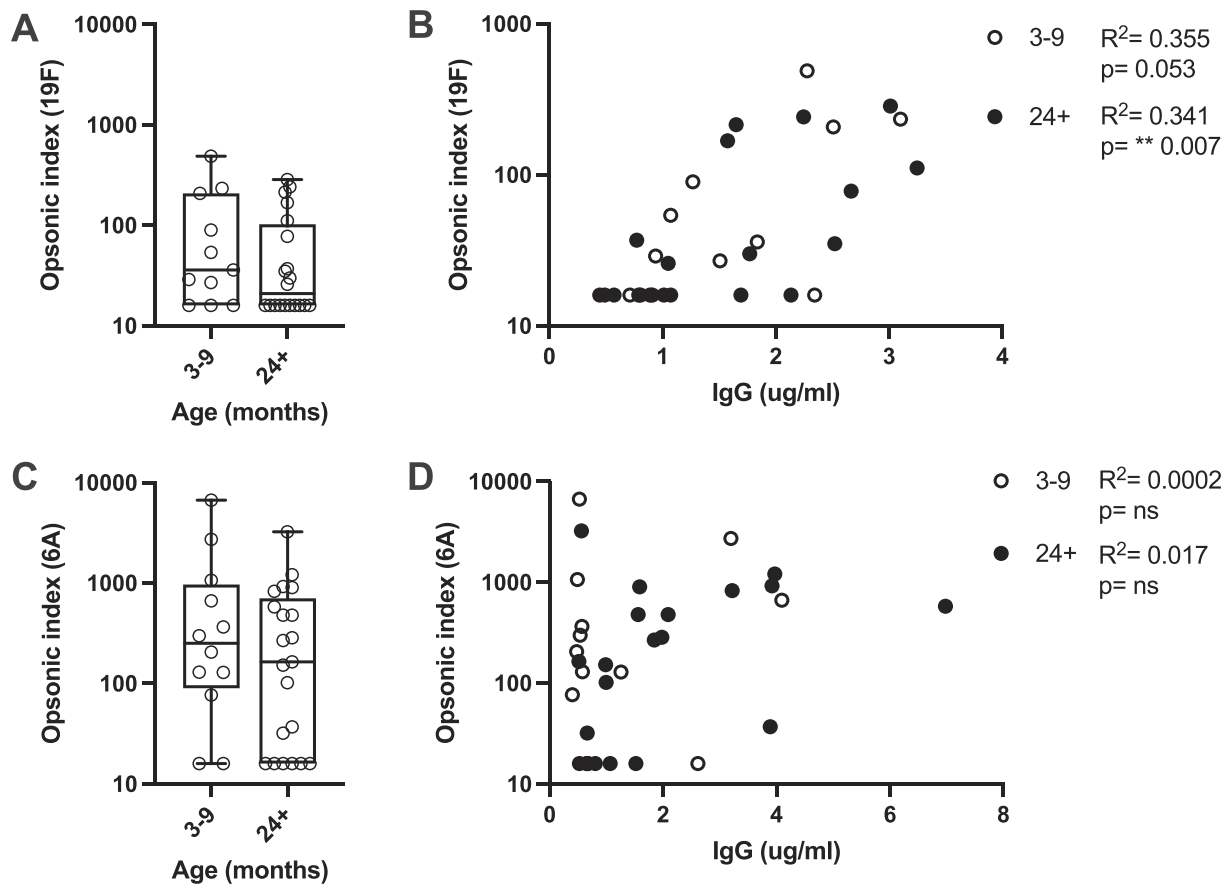 A
Opsonic index (19F)
10000
1000
100
10
3-9
24+
Age (months)
B
Opsonic index (19F)
1000
100
10
0
1
2
3
4
IgG (ug/ml)
3-9
R²= 0.355
p= 0.053
24+
R²= 0.341
p= ** 0.007
C
Opsonic index (6A)
10000
1000
100
10
3-9
24+
Age (months)
D
Opsonic index (6A)
10000
1000
100
10
0
2
4
6
8
IgG (ug/ml)
3-9
R²= 0.0002
p= ns
24+
R²= 0.017
p= ns